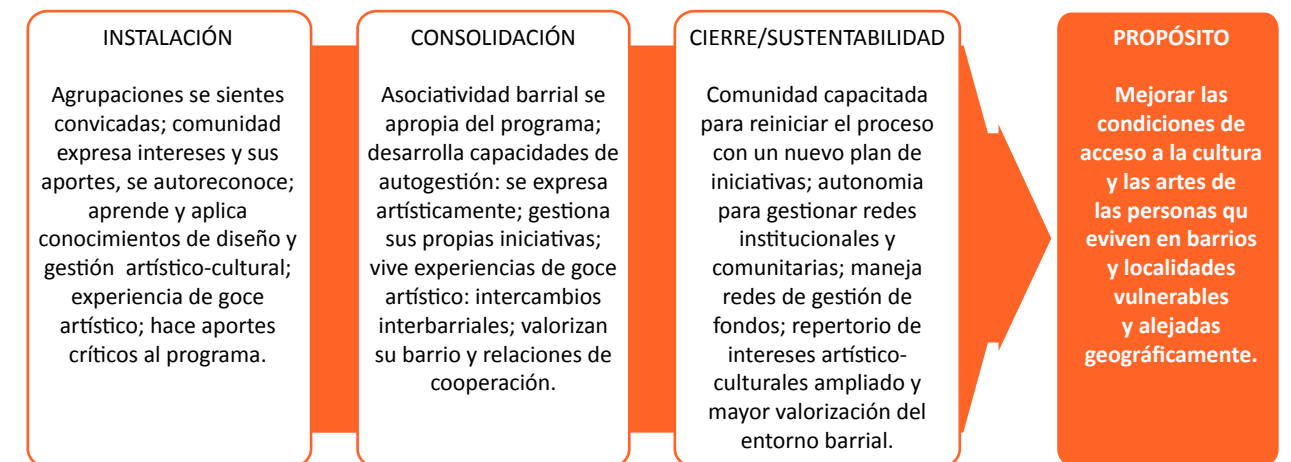 INSTALACIÓN
Agrupaciones se sientes
convicadas; comunidad
expresa intereses y sus
aportes, se autoreconoce;
aprende y aplica
conocimientos de diseño y
gestión artístico-cultural;
experiencia de goce
artístico; hace aportes
críticos al programa.
CONSOLIDACIÓN
Asociatividad barrial se
apropia del programa;
desarrolla capacidades de
autogestión: se expresa
artísticamente; gestiona
sus propias iniciativas;
vive experiencias de goce
artístico: intercambios
interbarriales; valorizan
su barrio y relaciones de
cooperación.
CIERRE/SUSTENTABILIDAD
Comunidad capacitada
para reiniciar el proceso
con un nuevo plan de
iniciativas; autonomia
para gestionar redes
institucionales y
comunitarias; maneja
redes de gestión de
fondos; repertorio de
intereses artístico-
culturales ampliado y
mayor valorización del
entorno barrial.
PROPÓSITO
Mejorar las
condiciones de
acceso a la cultura
y las artes de
las personas qu
eviven en barrios
y localidades
vulnerables
y alejadas
geográficamente.